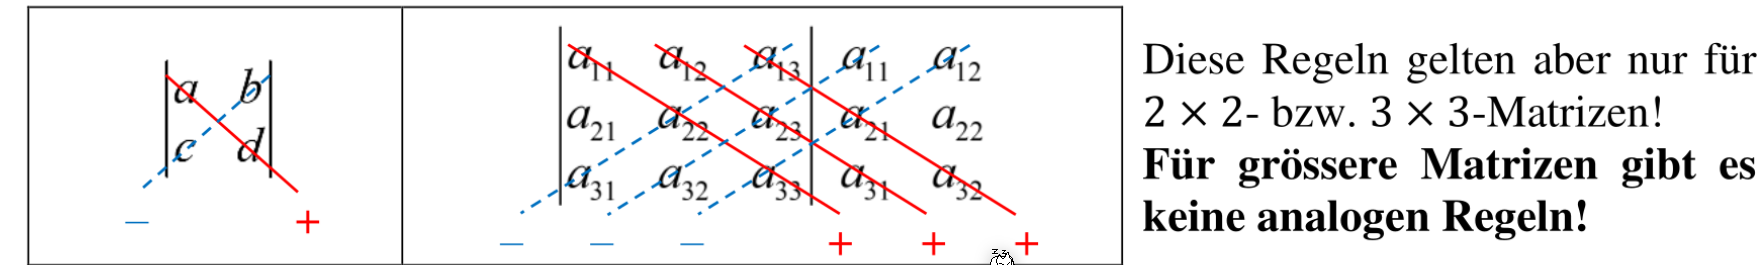 a b
c d
− +
a₁₁ a₁₂ a₁₃ a₁₁ a₁₂
a₂₁ a₂₂ a₂₃ a₂₁ a₂₂
a₃₁ a₃₂ a₃₃ a₃₁ a₃₂
− − − + + +
Diese Regeln gelten aber nur für
2 × 2- bzw. 3 × 3-Matrizen!
Für grössere Matrizen gibt es
keine analogen Regeln!